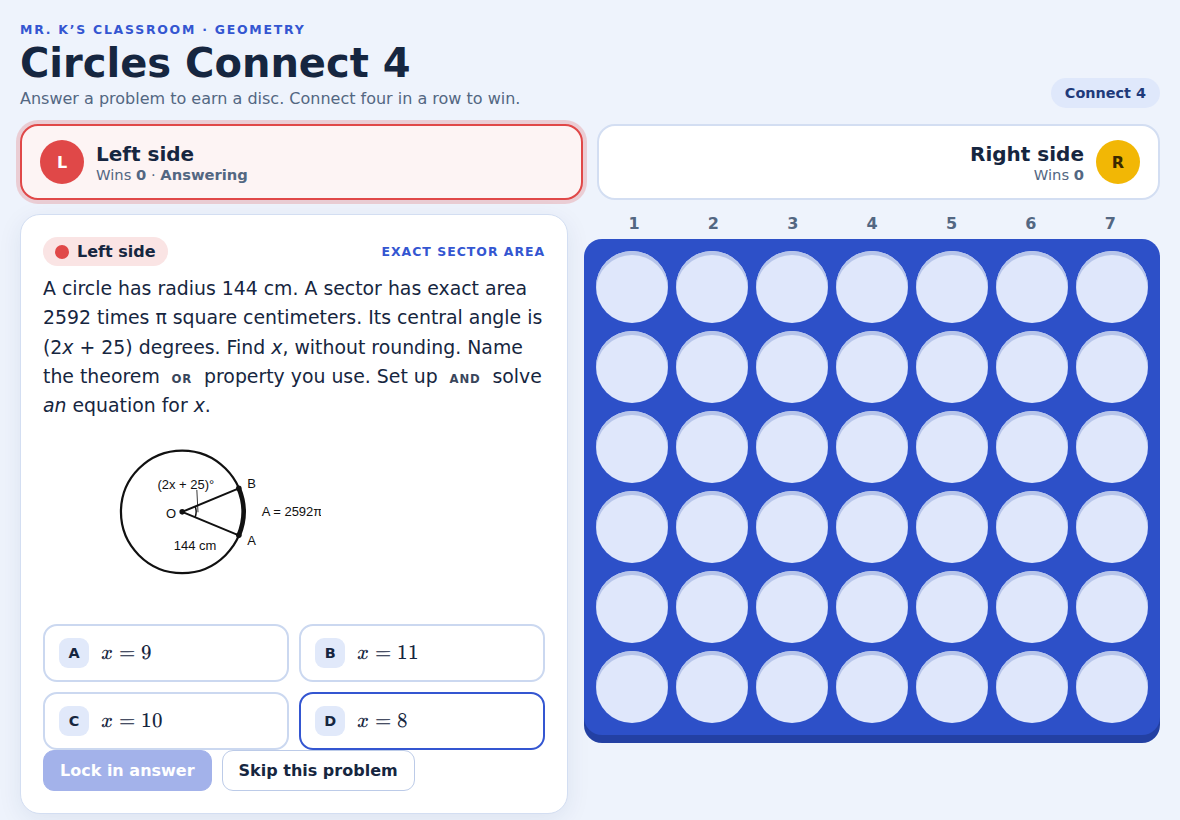 MR. K’S CLASSROOM · GEOMETRY
Circles Connect 4
Answer a problem to earn a disc. Connect four in a row to win.
Connect 4
L
Left side
Wins 0 · Answering
Right side
Wins 0
R
Left side
EXACT SECTOR AREA
A circle has radius 144 cm. A sector has exact area
2592 times π square centimeters. Its central angle is
(2x + 25) degrees. Find x, without rounding. Name
the theorem OR property you use. Set up AND solve
an equation for x.
(2x + 25)°
B
O
A = 2592π
A
144 cm
A x = 9
B x = 11
C x = 10
D x = 8
Lock in answer
Skip this problem
1 2 3 4 5 6 7